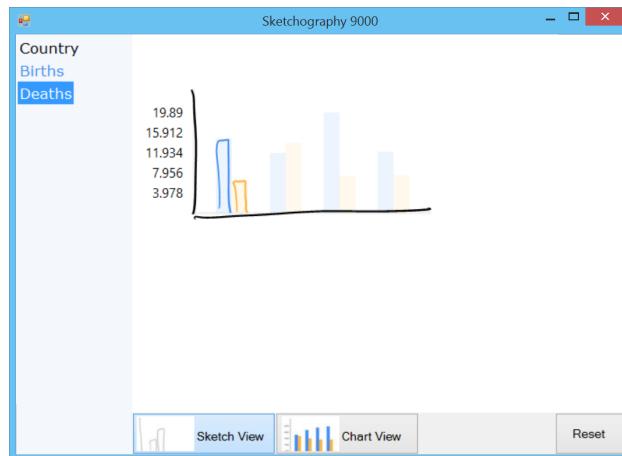 Sketchography 9000
Country
Births
Deaths
19.89
15.912
11.934
7.956
3.978
Sketch View
Chart View
Reset